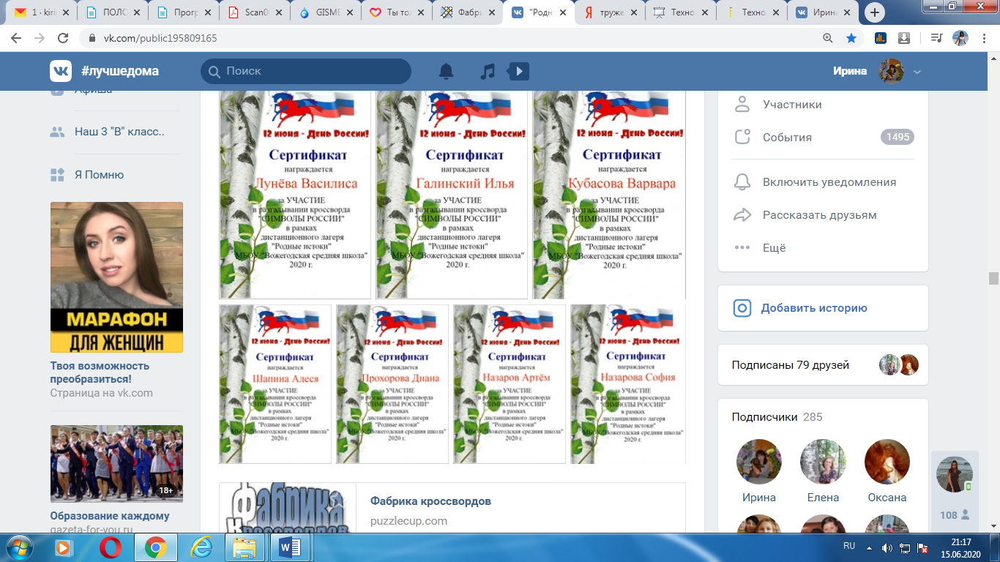 1 · kiri
ПОЛО
Прогр
Scan0
GISME
Ты тол
Фабри
"Родн
труже
Техно
Техно
Ирина
vk.com/public195809165
#лучшедома
Поиск
Ирина
Афиша
Наш 3 "В" класс..
Я Помню
МАРАФОН
ДЛЯ ЖЕНЩИН
Твоя возможность
преобразиться!
Страница на vk.com
18+
Образование каждому
gazeta-for-you.ru
12 июня - День России!
Сертификат
награждается
Лунёва Василиса
за УЧАСТИЕ
в разгадывании кроссворда
"СИМВОЛЫ РОССИИ"
в рамках
дистанционного лагеря
"Родные истоки"
МБОУ "Вожегодская средняя школа"
2020 г.
12 июня - День России!
Сертификат
награждается
Галинский Илья
за УЧАСТИЕ
в разгадывании кроссворда
"СИМВОЛЫ РОССИИ"
в рамках
дистанционного лагеря
"Родные истоки"
МБОУ "Вожегодская средняя школа"
2020 г.
12 июня - День России!
Сертификат
награждается
Кубасова Варвара
за УЧАСТИЕ
в разгадывании кроссворда
"СИМВОЛЫ РОССИИ"
в рамках
дистанционного лагеря
"Родные истоки"
МБОУ "Вожегодская средняя школа"
2020 г.
12 июня - День России!
Сертификат
награждается
Шапина Алеся
за УЧАСТИЕ
в разгадывании кроссворда
"СИМВОЛЫ РОССИИ"
в рамках
дистанционного лагеря
"Родные истоки"
МБОУ "Вожегодская средняя школа"
2020 г.
12 июня - День России!
Сертификат
награждается
Прохорова Диана
за УЧАСТИЕ
в разгадывании кроссворда
"СИМВОЛЫ РОССИИ"
в рамках
дистанционного лагеря
"Родные истоки"
МБОУ "Вожегодская средняя школа"
2020 г.
12 июня - День России!
Сертификат
награждается
Назаров Артём
за УЧАСТИЕ
в разгадывании кроссворда
"СИМВОЛЫ РОССИИ"
в рамках
дистанционного лагеря
"Родные истоки"
МБОУ "Вожегодская средняя школа"
2020 г.
12 июня - День России!
Сертификат
награждается
Назарова София
за УЧАСТИЕ
в разгадывании кроссворда
"СИМВОЛЫ РОССИИ"
в рамках
дистанционного лагеря
"Родные истоки"
МБОУ "Вожегодская средняя школа"
2020 г.
Фабрика
кроссвордов
Фабрика кроссвордов
puzzlecup.com
Участники
События 1495
Включить уведомления
Рассказать друзьям
Ещё
Добавить историю
Подписаны 79 друзей
Подписчики 285
Ирина
Елена
Оксана
108
RU
21:17
15.06.2020